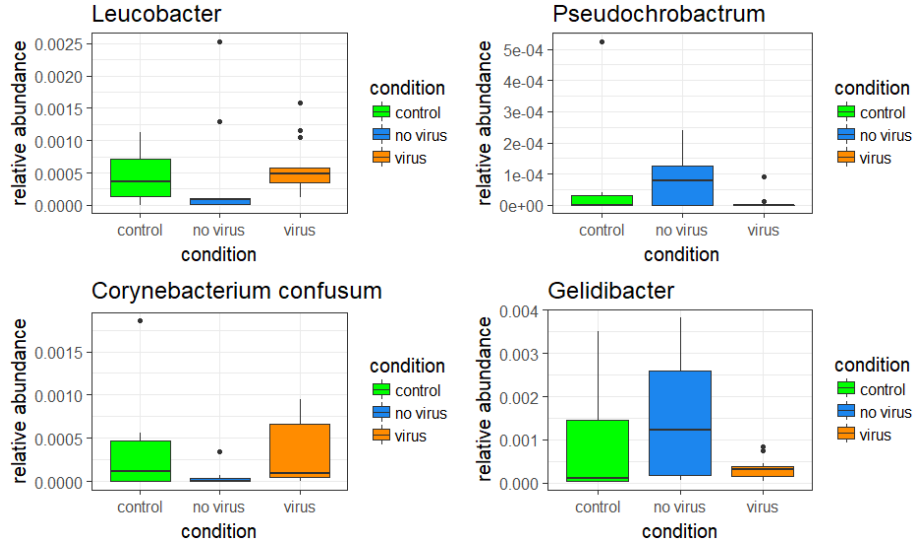 Leucobacter
relative abundance
0.0025
0.0020
0.0015
0.0010
0.0005
0.0000
control
no virus
virus
condition
condition
control
no virus
virus
Pseudochrobactrum
relative abundance
5e-04
4e-04
3e-04
2e-04
1e-04
0e+00
control
no virus
virus
condition
condition
control
no virus
virus
Corynebacterium confusum
relative abundance
0.0015
0.0010
0.0005
0.0000
control
no virus
virus
condition
condition
control
no virus
virus
Gelidibacter
relative abundance
0.004
0.003
0.002
0.001
0.000
control
no virus
virus
condition
condition
control
no virus
virus